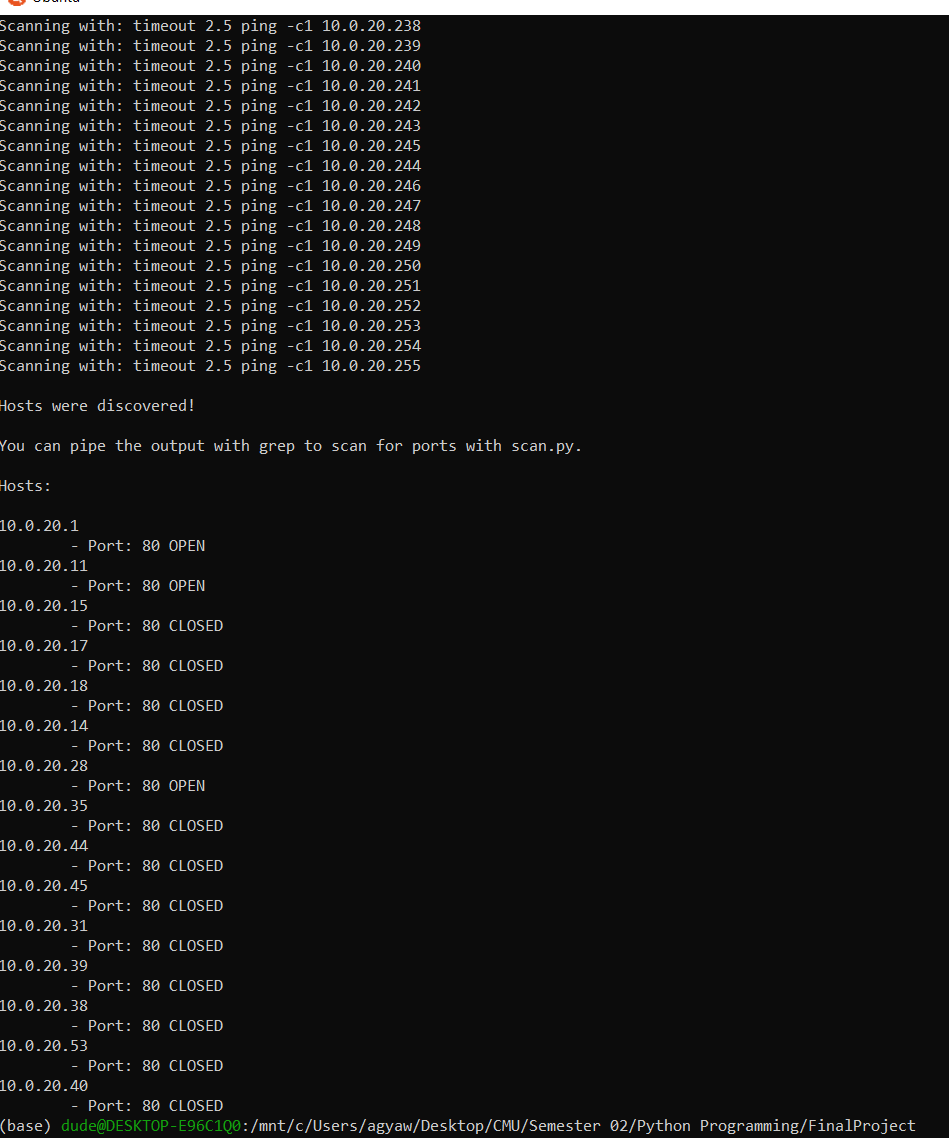 Ubuntu
Scanning with: timeout 2.5 ping -c1 10.0.20.238
Scanning with: timeout 2.5 ping -c1 10.0.20.239
Scanning with: timeout 2.5 ping -c1 10.0.20.240
Scanning with: timeout 2.5 ping -c1 10.0.20.241
Scanning with: timeout 2.5 ping -c1 10.0.20.242
Scanning with: timeout 2.5 ping -c1 10.0.20.243
Scanning with: timeout 2.5 ping -c1 10.0.20.245
Scanning with: timeout 2.5 ping -c1 10.0.20.244
Scanning with: timeout 2.5 ping -c1 10.0.20.246
Scanning with: timeout 2.5 ping -c1 10.0.20.247
Scanning with: timeout 2.5 ping -c1 10.0.20.248
Scanning with: timeout 2.5 ping -c1 10.0.20.249
Scanning with: timeout 2.5 ping -c1 10.0.20.250
Scanning with: timeout 2.5 ping -c1 10.0.20.251
Scanning with: timeout 2.5 ping -c1 10.0.20.252
Scanning with: timeout 2.5 ping -c1 10.0.20.253
Scanning with: timeout 2.5 ping -c1 10.0.20.254
Scanning with: timeout 2.5 ping -c1 10.0.20.255
Hosts were discovered!
You can pipe the output with grep to scan for ports with scan.py.
Hosts:
10.0.20.1
- Port: 80 OPEN
10.0.20.11
- Port: 80 OPEN
10.0.20.15
- Port: 80 CLOSED
10.0.20.17
- Port: 80 CLOSED
10.0.20.18
- Port: 80 CLOSED
10.0.20.14
- Port: 80 CLOSED
10.0.20.28
- Port: 80 OPEN
10.0.20.35
- Port: 80 CLOSED
10.0.20.44
- Port: 80 CLOSED
10.0.20.45
- Port: 80 CLOSED
10.0.20.31
- Port: 80 CLOSED
10.0.20.39
- Port: 80 CLOSED
10.0.20.38
- Port: 80 CLOSED
10.0.20.53
- Port: 80 CLOSED
10.0.20.40
- Port: 80 CLOSED
(base) dude@DESKTOP-E96C1Q0:/mnt/c/Users/agyaw/Desktop/CMU/Semester 02/Python Programming/FinalProject